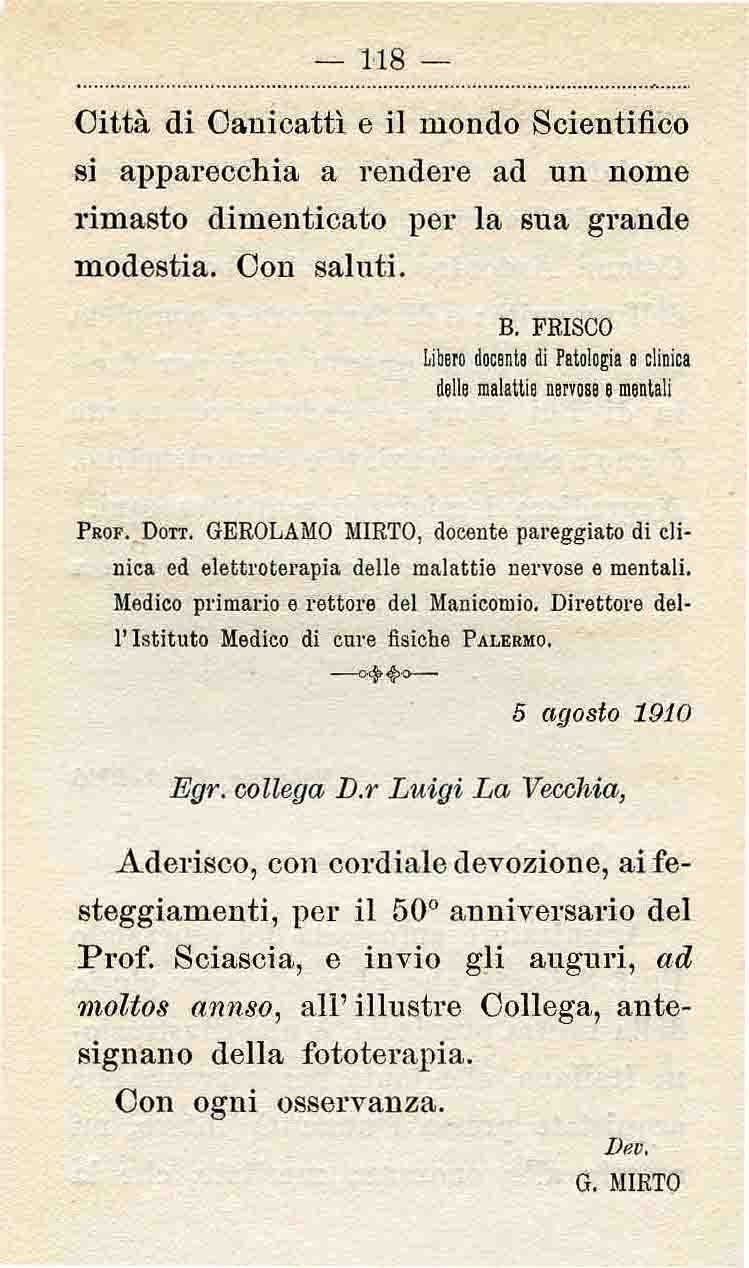 — 118 —
Città di Canicattì e il mondo Scientifico
si apparecchia a rendere ad un nome
rimasto dimenticato per la sua grande
modestia. Con saluti.
B. FRISCO
Libero docente di Patologia e clinica
delle malattie nervose e mentali
PROF. DOTT. GEROLAMO MIRTO, docente pareggiato di cli-
nica ed elettroterapia delle malattie nervose e mentali.
Medico primario e rettore del Manicomio. Direttore del-
l'Istituto Medico di cure fisiche PALERMO.
5 agosto 1910
Egr. collega D.r Luigi La Vecchia,
Aderisco, con cordiale devozione, ai fe-
steggiamenti, per il 50° anniversario del
Prof. Sciascia, e invio gli auguri, ad
moltos annso, all'illustre Collega, ante-
signano della fototerapia.
Con ogni osservanza.
Dev.
G. MIRTO